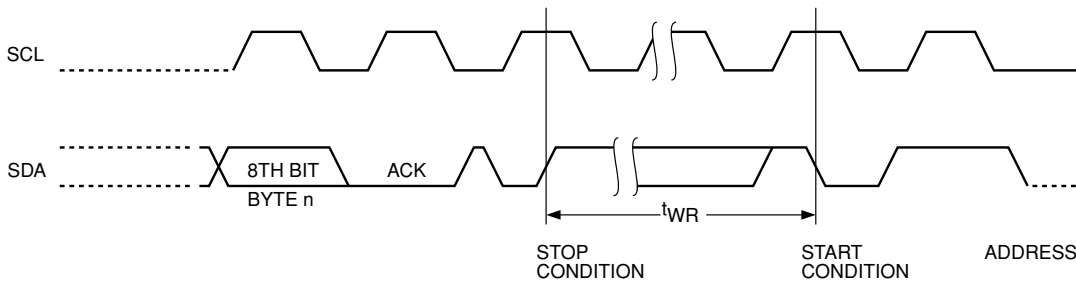 SCL
SDA
8TH BIT
ACK
BYTE n
tWR
STOP
CONDITION
START
CONDITION
ADDRESS